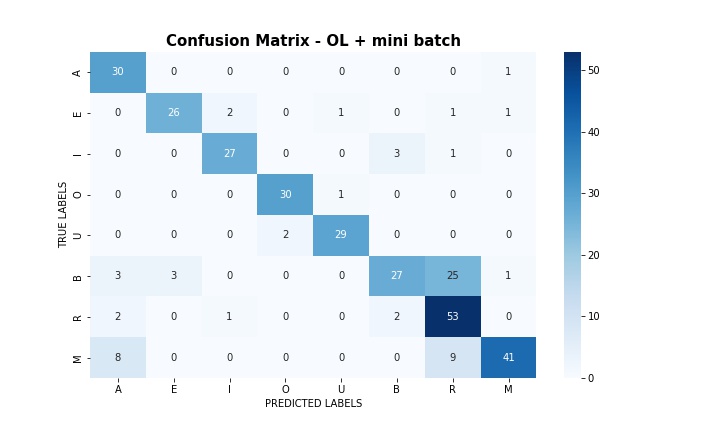 Confusion Matrix - OL + mini batch
A 30 0 0 0 0 0 0 1
E 0 26 2 0 1 0 1 1
I 0 0 27 0 0 3 1 0
O 0 0 0 30 1 0 0 0
U 0 0 0 2 29 0 0 0
B 3 3 0 0 0 27 25 1
R 2 0 1 0 0 2 53 0
M 8 0 0 0 0 0 9 41
A E I O U B R M
TRUE LABELS
PREDICTED LABELS
50
40
30
20
10
0